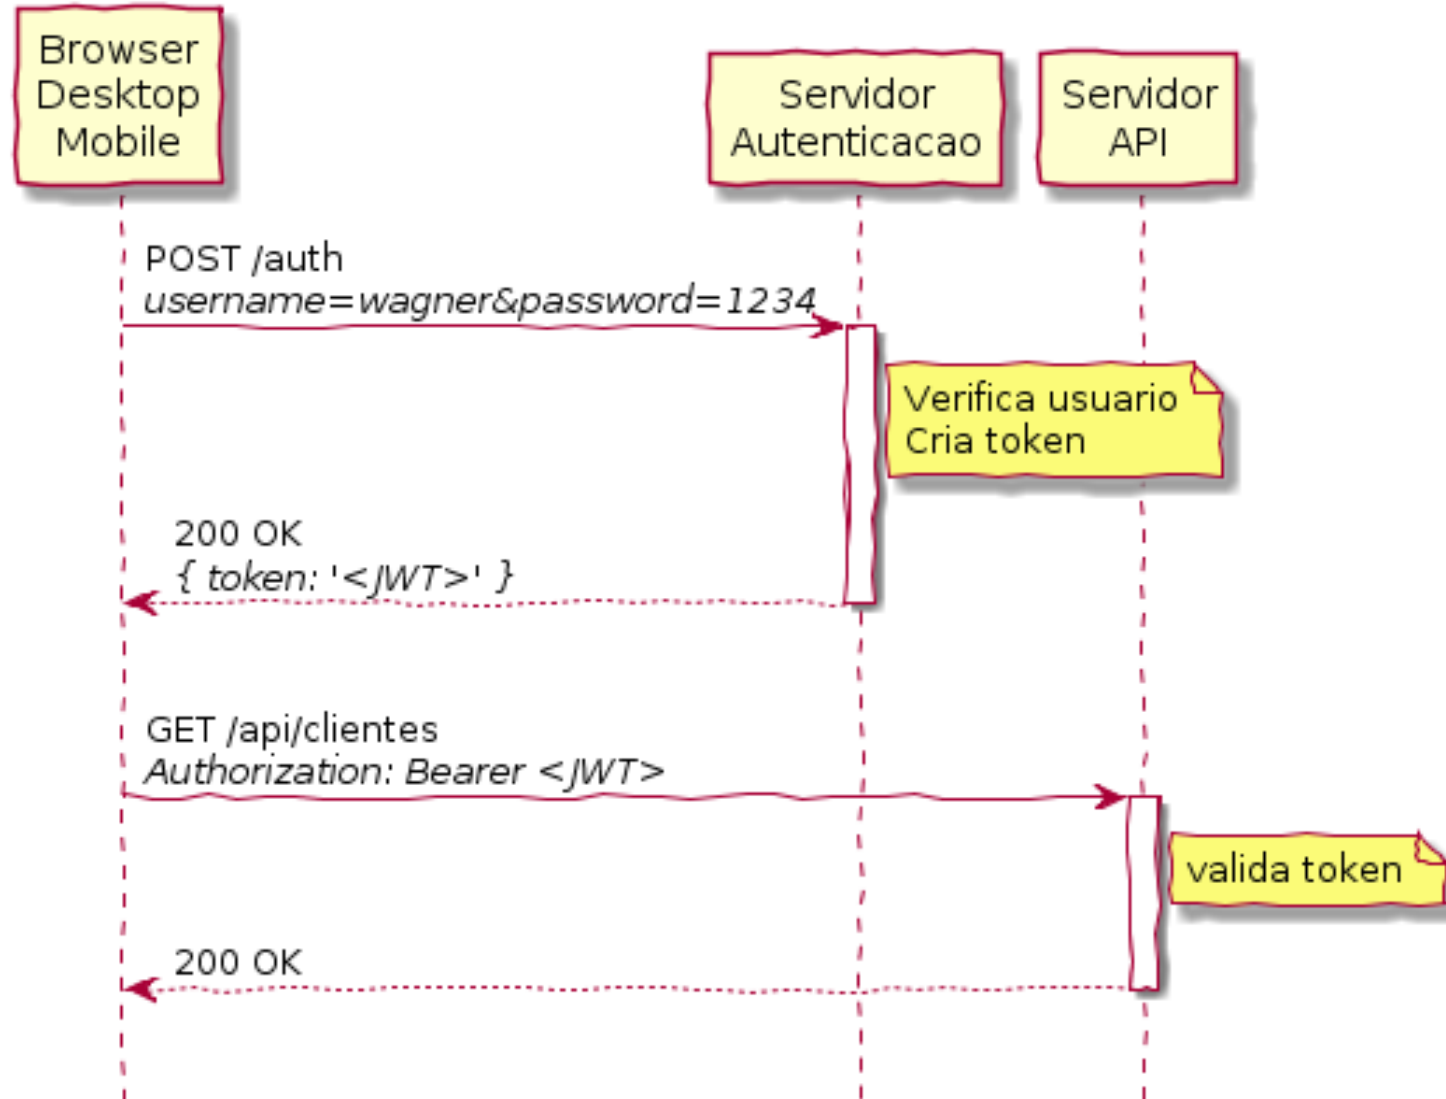 Browser
Desktop
Mobile
Servidor
Autenticacao
Servidor
API
POST /auth
username=wagner&password=1234
Verifica usuario
Cria token
200 OK
{ token: '<JWT>' }
GET /api/clientes
Authorization: Bearer <JWT>
valida token
200 OK